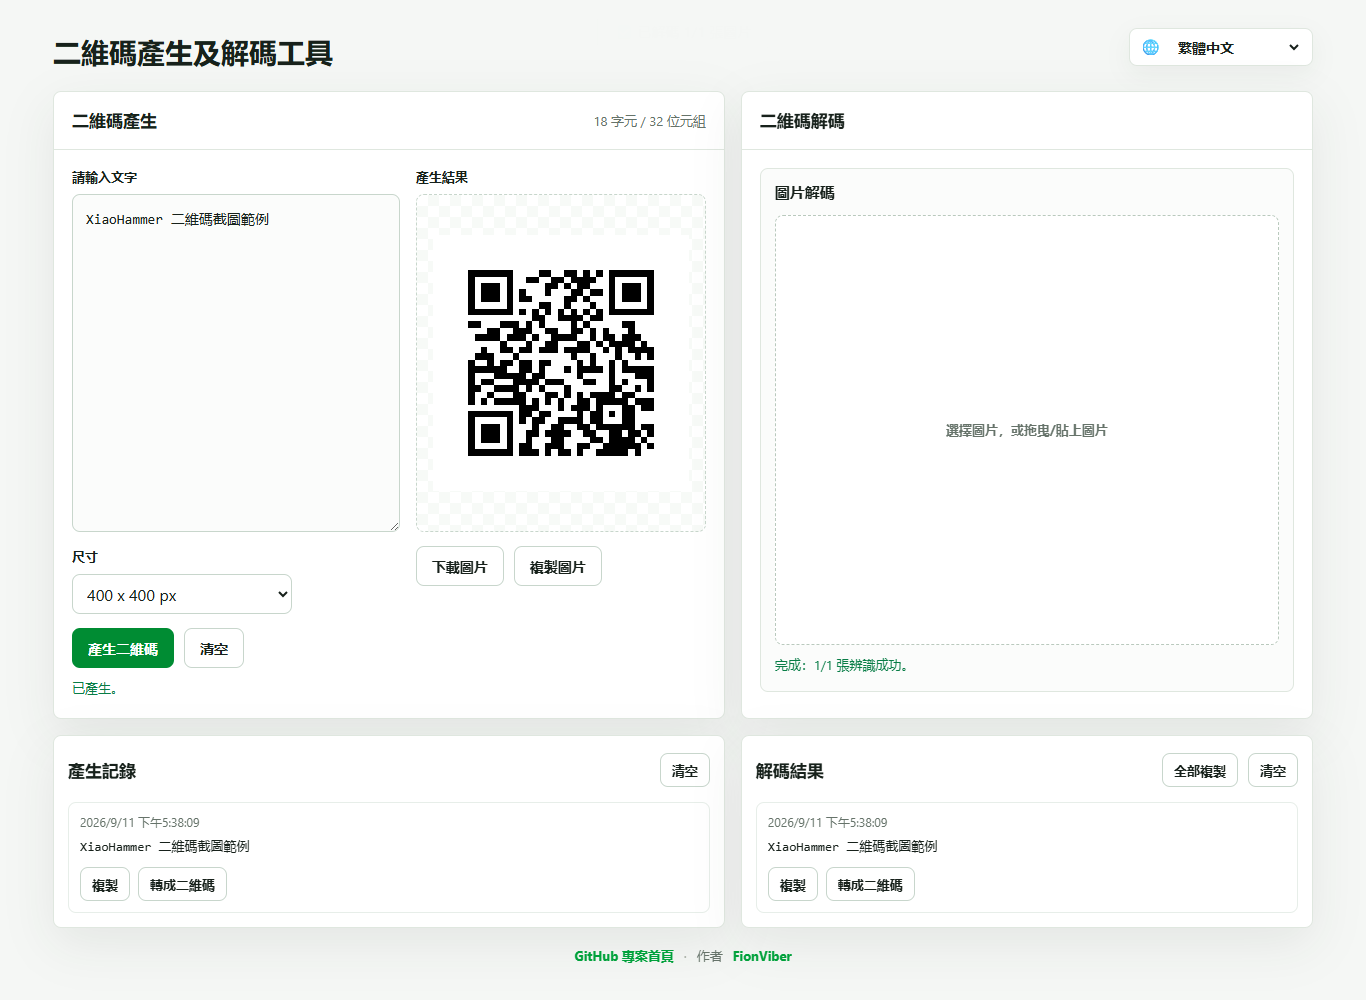 二維碼產生及解碼工具
繁體中文
二維碼產生
18 字元 / 32 位元組
請輸入文字
XiaoHammer 二維碼截圖範例
產生結果
下載圖片
複製圖片
尺寸
400 x 400 px
產生二維碼
清空
已產生。
二維碼解碼
圖片解碼
選擇圖片，或拖曳/貼上圖片
完成：1/1 張辨識成功。
產生記錄
清空
2026/9/11 下午5:38:09
XiaoHammer 二維碼截圖範例
複製
轉成二維碼
解碼結果
全部複製
清空
2026/9/11 下午5:38:09
XiaoHammer 二維碼截圖範例
複製
轉成二維碼
GitHub 專案首頁 · 作者 FionViber